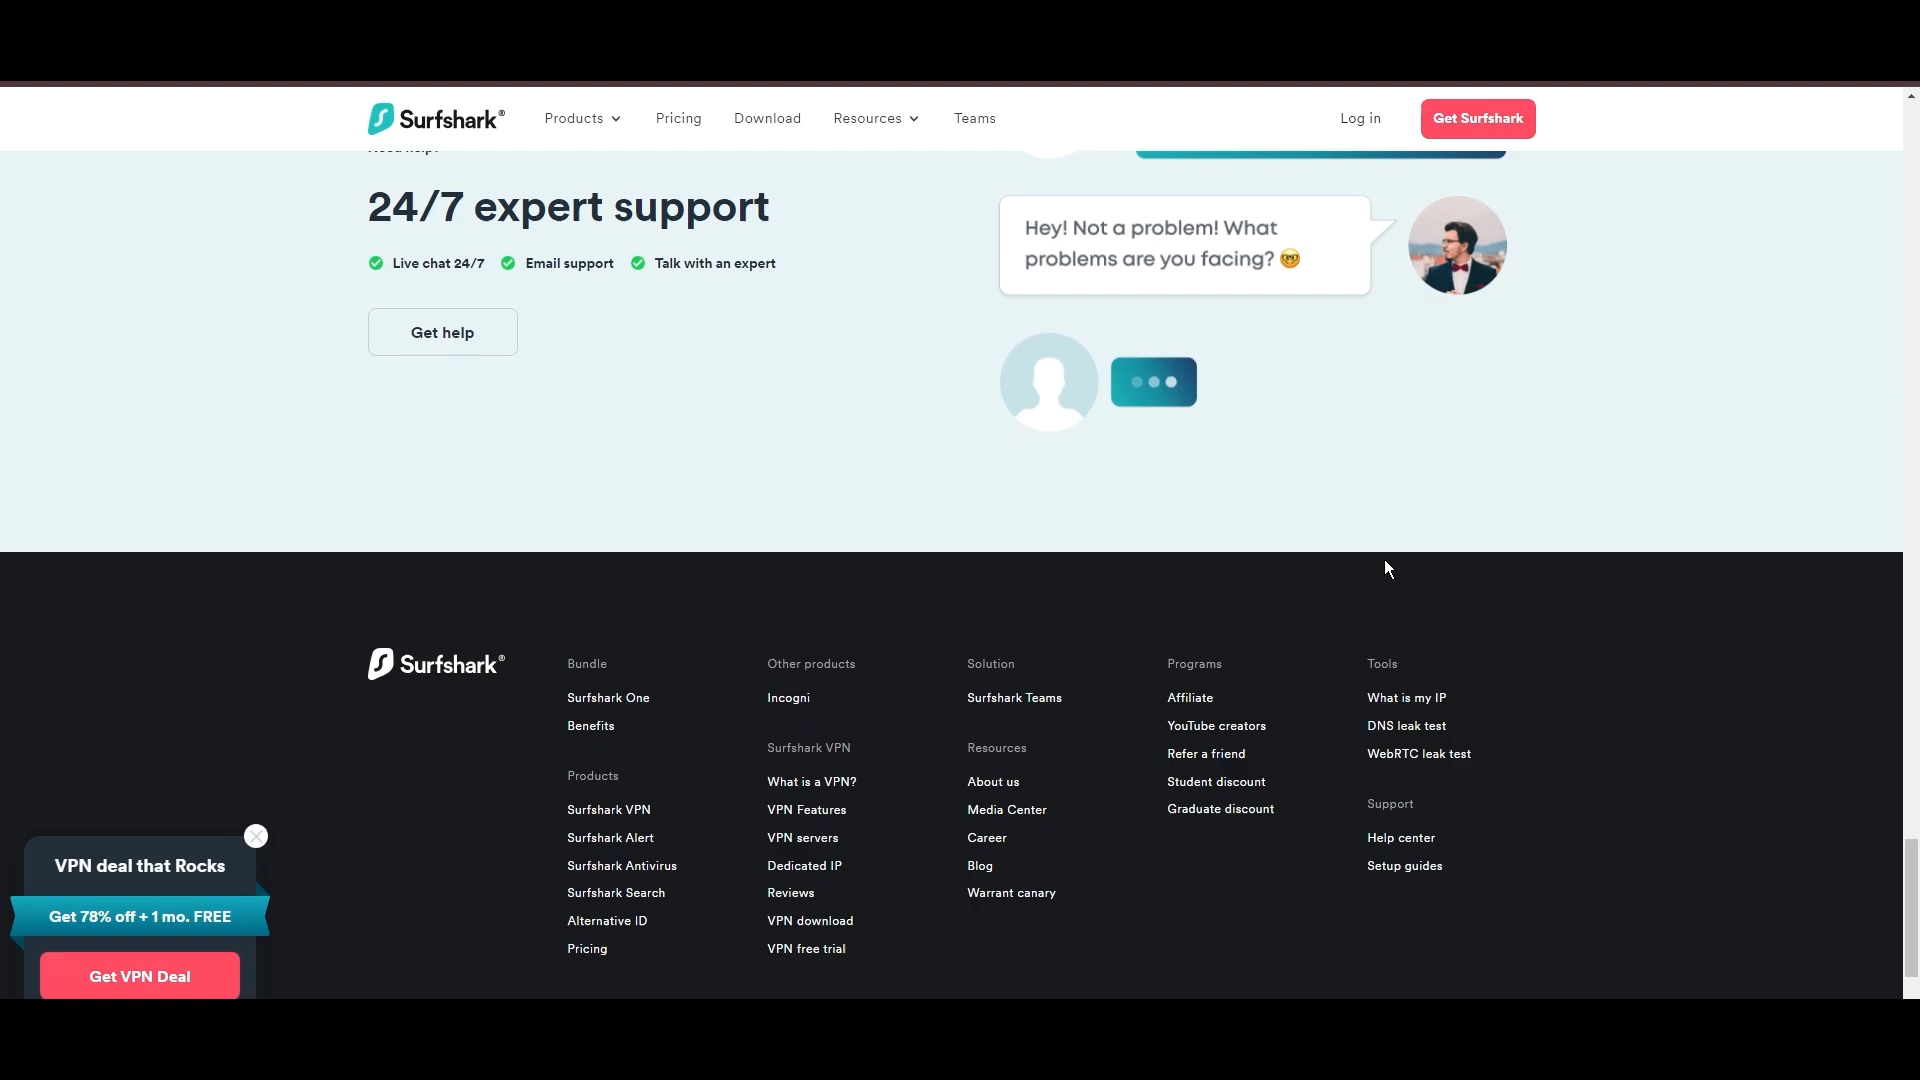 Surfshark®
Products
Pricing
Download
Resources
Teams
Log in
Get Surfshark
24/7 expert support
Live chat 24/7
Email support
Talk with an expert
Get help
Hey! Not a problem! What
problems are you facing? 🤓
Surfshark®
Bundle
Surfshark One
Benefits
Products
Surfshark VPN
Surfshark Alert
Surfshark Antivirus
Surfshark Search
Alternative ID
Pricing
Other products
Incogni
Surfshark VPN
What is a VPN?
VPN Features
VPN servers
Dedicated IP
Reviews
VPN download
VPN free trial
Solution
Surfshark Teams
Resources
About us
Media Center
Career
Blog
Warrant canary
Programs
Affiliate
YouTube creators
Refer a friend
Student discount
Graduate discount
Tools
What is my IP
DNS leak test
WebRTC leak test
Support
Help center
Setup guides
VPN deal that Rocks
Get 78% off + 1 mo. FREE
Get VPN Deal